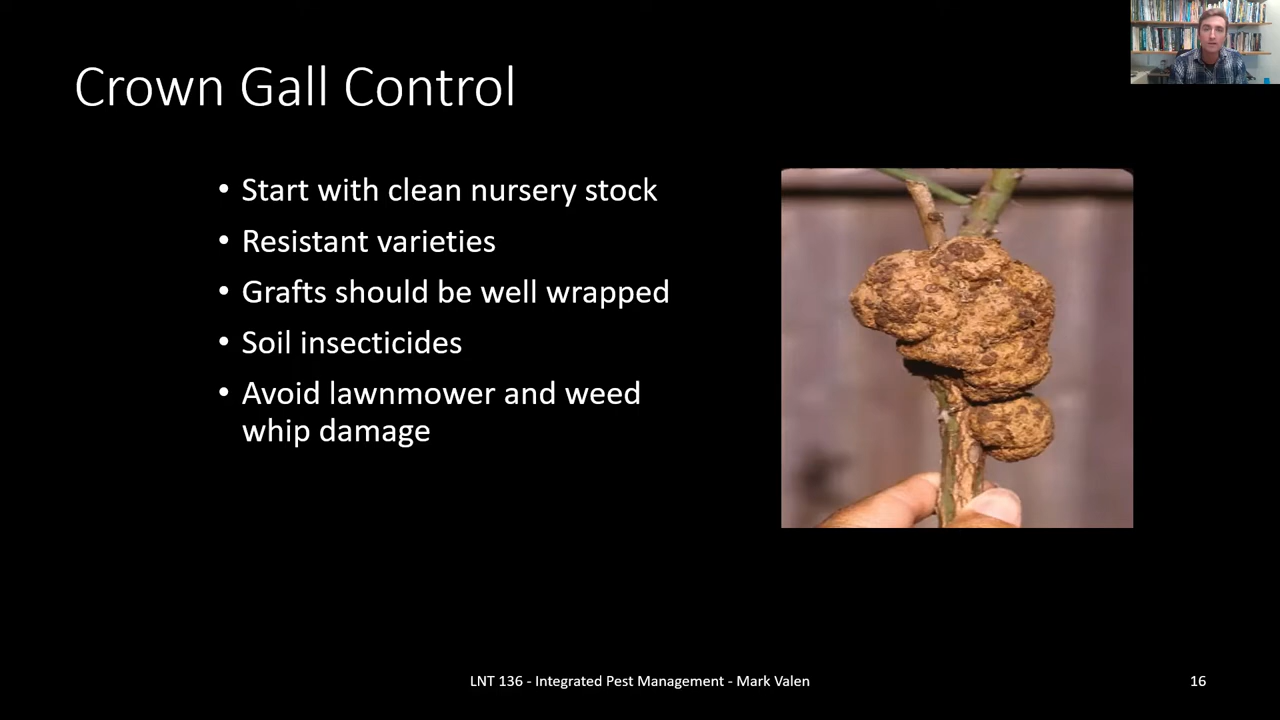 Crown Gall Control
• Start with clean nursery stock
• Resistant varieties
• Grafts should be well wrapped
• Soil insecticides
• Avoid lawnmower and weed
whip damage
LNT 136 - Integrated Pest Management - Mark Valen
16